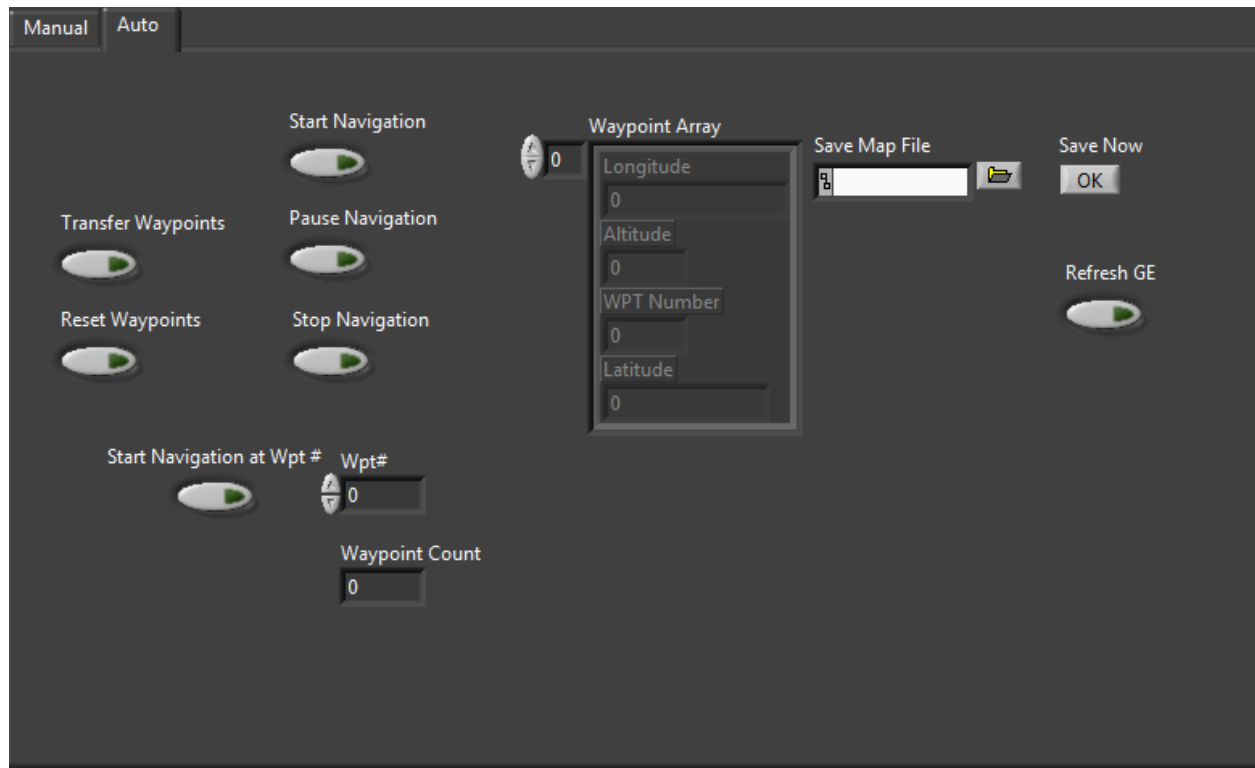 Manual
Auto
Start Navigation
Waypoint Array
0
Longitude
0
Altitude
0
WPT Number
0
Latitude
0
Save Map File
Save Now
OK
Transfer Waypoints
Pause Navigation
Refresh GE
Reset Waypoints
Stop Navigation
Start Navigation at Wpt #
Wpt#
0
Waypoint Count
0